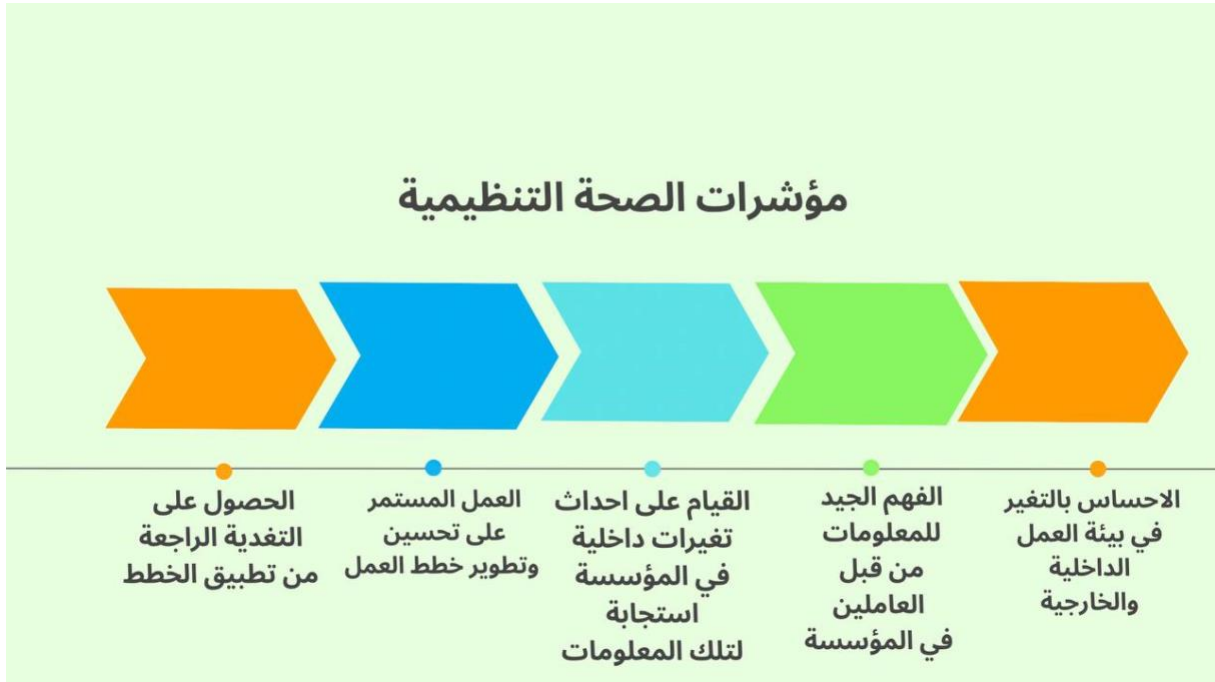 مؤشرات الصحة التنظيمية
الاحساس بالتغير
في بيئة العمل
الداخلية
والخارجية
الفهم الجيد
للمعلومات
من قبل
العاملين
في المؤسسة
القيام على احداث
تغيرات داخلية
في المؤسسة
استجابة
لتلك المعلومات
العمل المستمر
على تحسين
وتطوير خطط العمل
الحصول على
التغدية الراجعة
من تطبيق الخطط